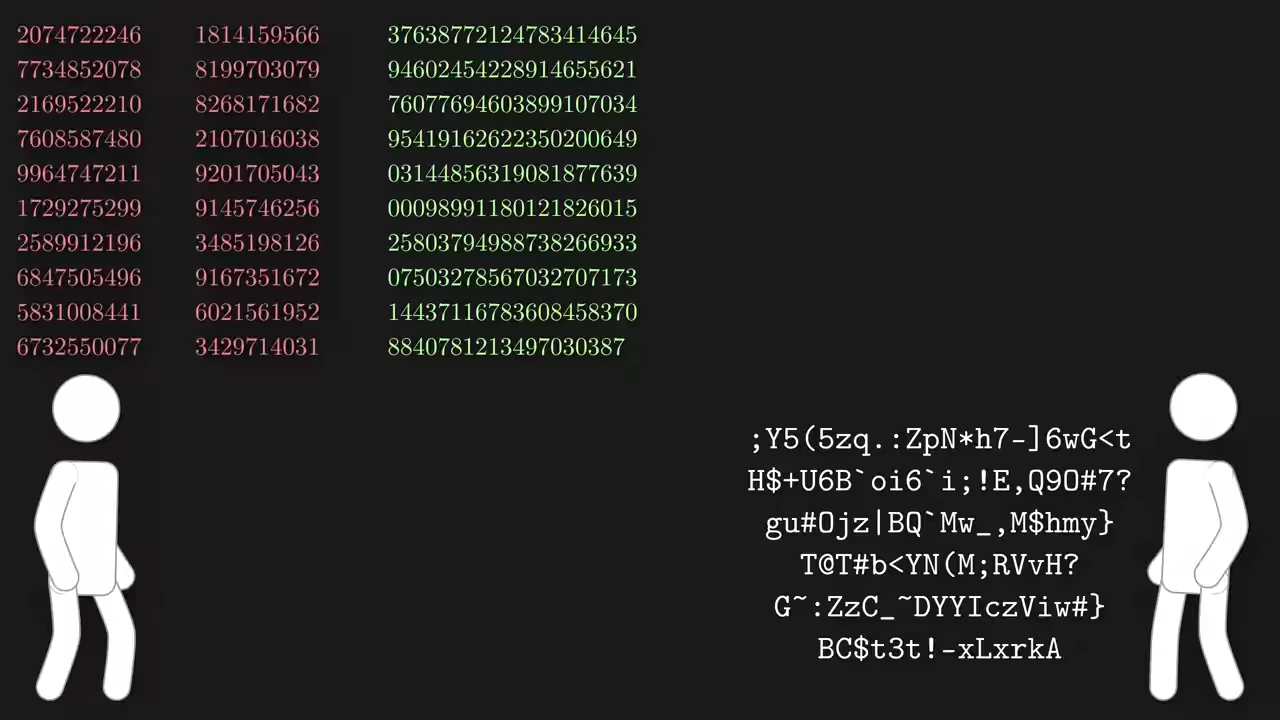 2074722246 1814159566 37638772124783414645
7734852078 8199703079 94602454228914655621
2169522210 8268171682 76077694603899107034
7608587480 2107016038 95419162622350200649
9964747211 9201705043 03144856319081877639
1729275299 9145746256 00098991180121826015
2589912196 3485198126 25803794988738266933
6847505496 9167351672 07503278567032707173
5831008441 6021561952 14437116783608458370
6732550077 3429714031 8840781213497030387
;Y5(5zq.:ZpN*h7-]6wG<t
H$+U6B`oi6`i;!E,Q9O#7?
gu#0jz|BQ`Mw_,M$hmy}
T@T#b<YN(M;RVvH?
G~:ZzC_~DYYIczViw#}
BC$t3t!-xLxrkA